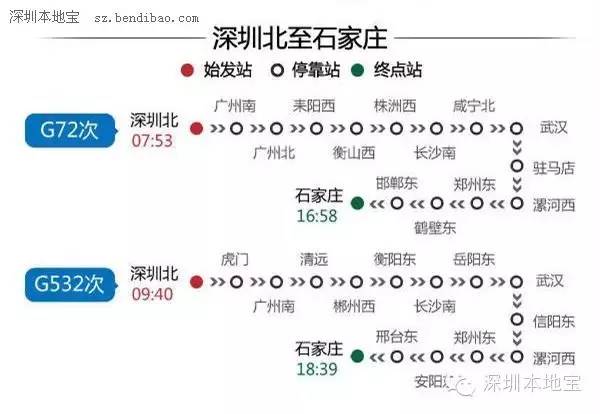 深圳本地宝 sz.bendibao.com
深圳北至石家庄
始发站 停靠站 终点站
G72次
深圳北
07:53
广州南 耒阳西 株洲西 咸宁北
广州北 衡山西 长沙南
武汉
驻马店
漯河西
郑州东
鹤壁东
邯郸东
石家庄
16:58
G532次
深圳北
09:40
虎门 清远 衡阳东 岳阳东
广州南 郴州西 长沙南
武汉
信阳东
漯河西
郑州东
安阳
邢台东
石家庄
18:39
深圳本地宝